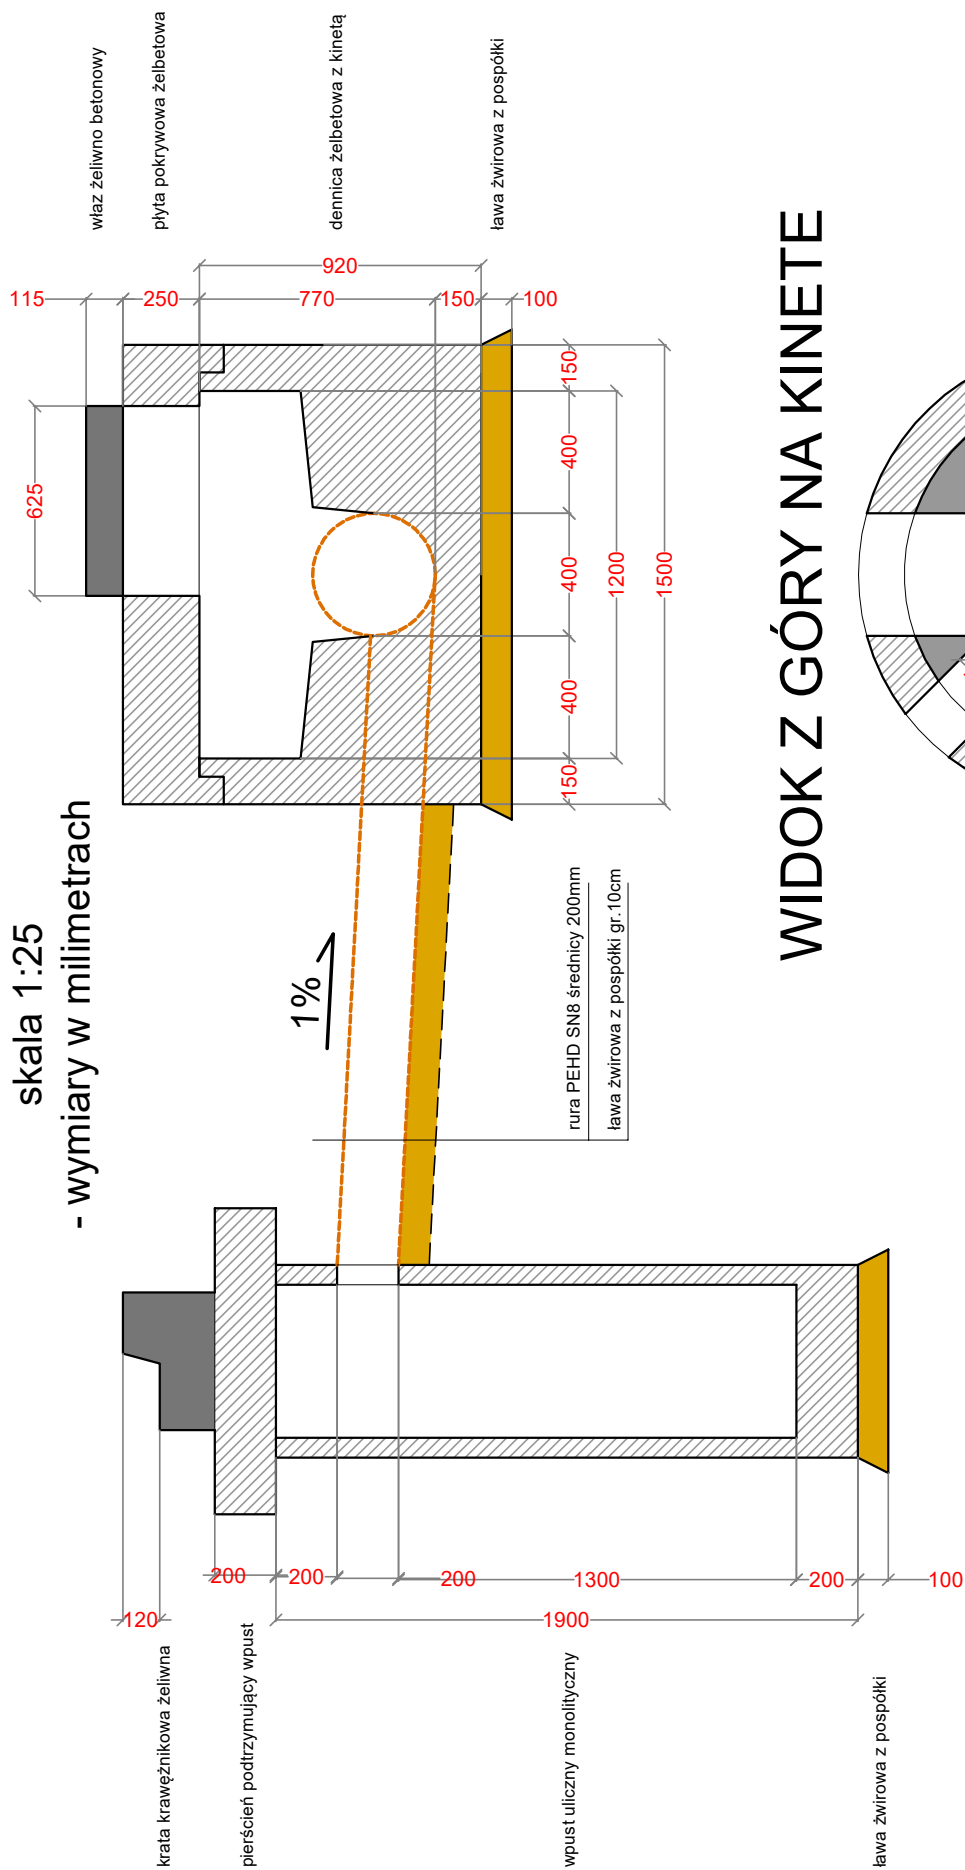 skala 1:25
- wymiary w milimetrach
właz żeliwno betonowy
płyta pokrywowa żelbetowa
dennica żelbetowa z kinetą
ława żwirowa z pospółki
115
250
920
770
150
100
625
150
400
400
400
150
1200
1500
1%
rura PEHD SN8 średnicy 200mm
ława żwirowa z pospółki gr.10cm
120
200
200
200
1300
200
100
1900
krata krawężnikowa żeliwna
pierścień podtrzymujący wpust
wpust uliczny monolityczny
ława żwirowa z pospółki
WIDOK Z GÓRY NA KINETE